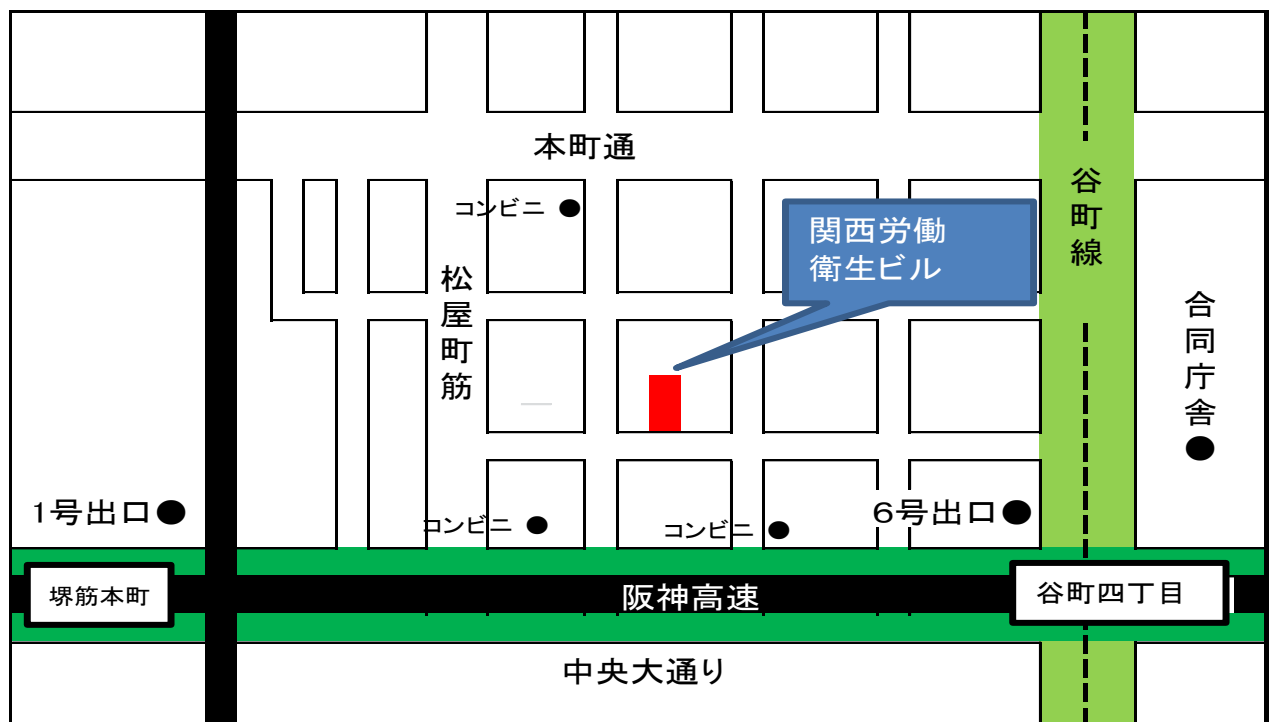 本町通
谷町線
コンビニ
関西労働
衛生ビル
松屋町筋
合同庁舎
1号出口
コンビニ
コンビニ
6号出口
堺筋本町
阪神高速
谷町四丁目
中央大通り